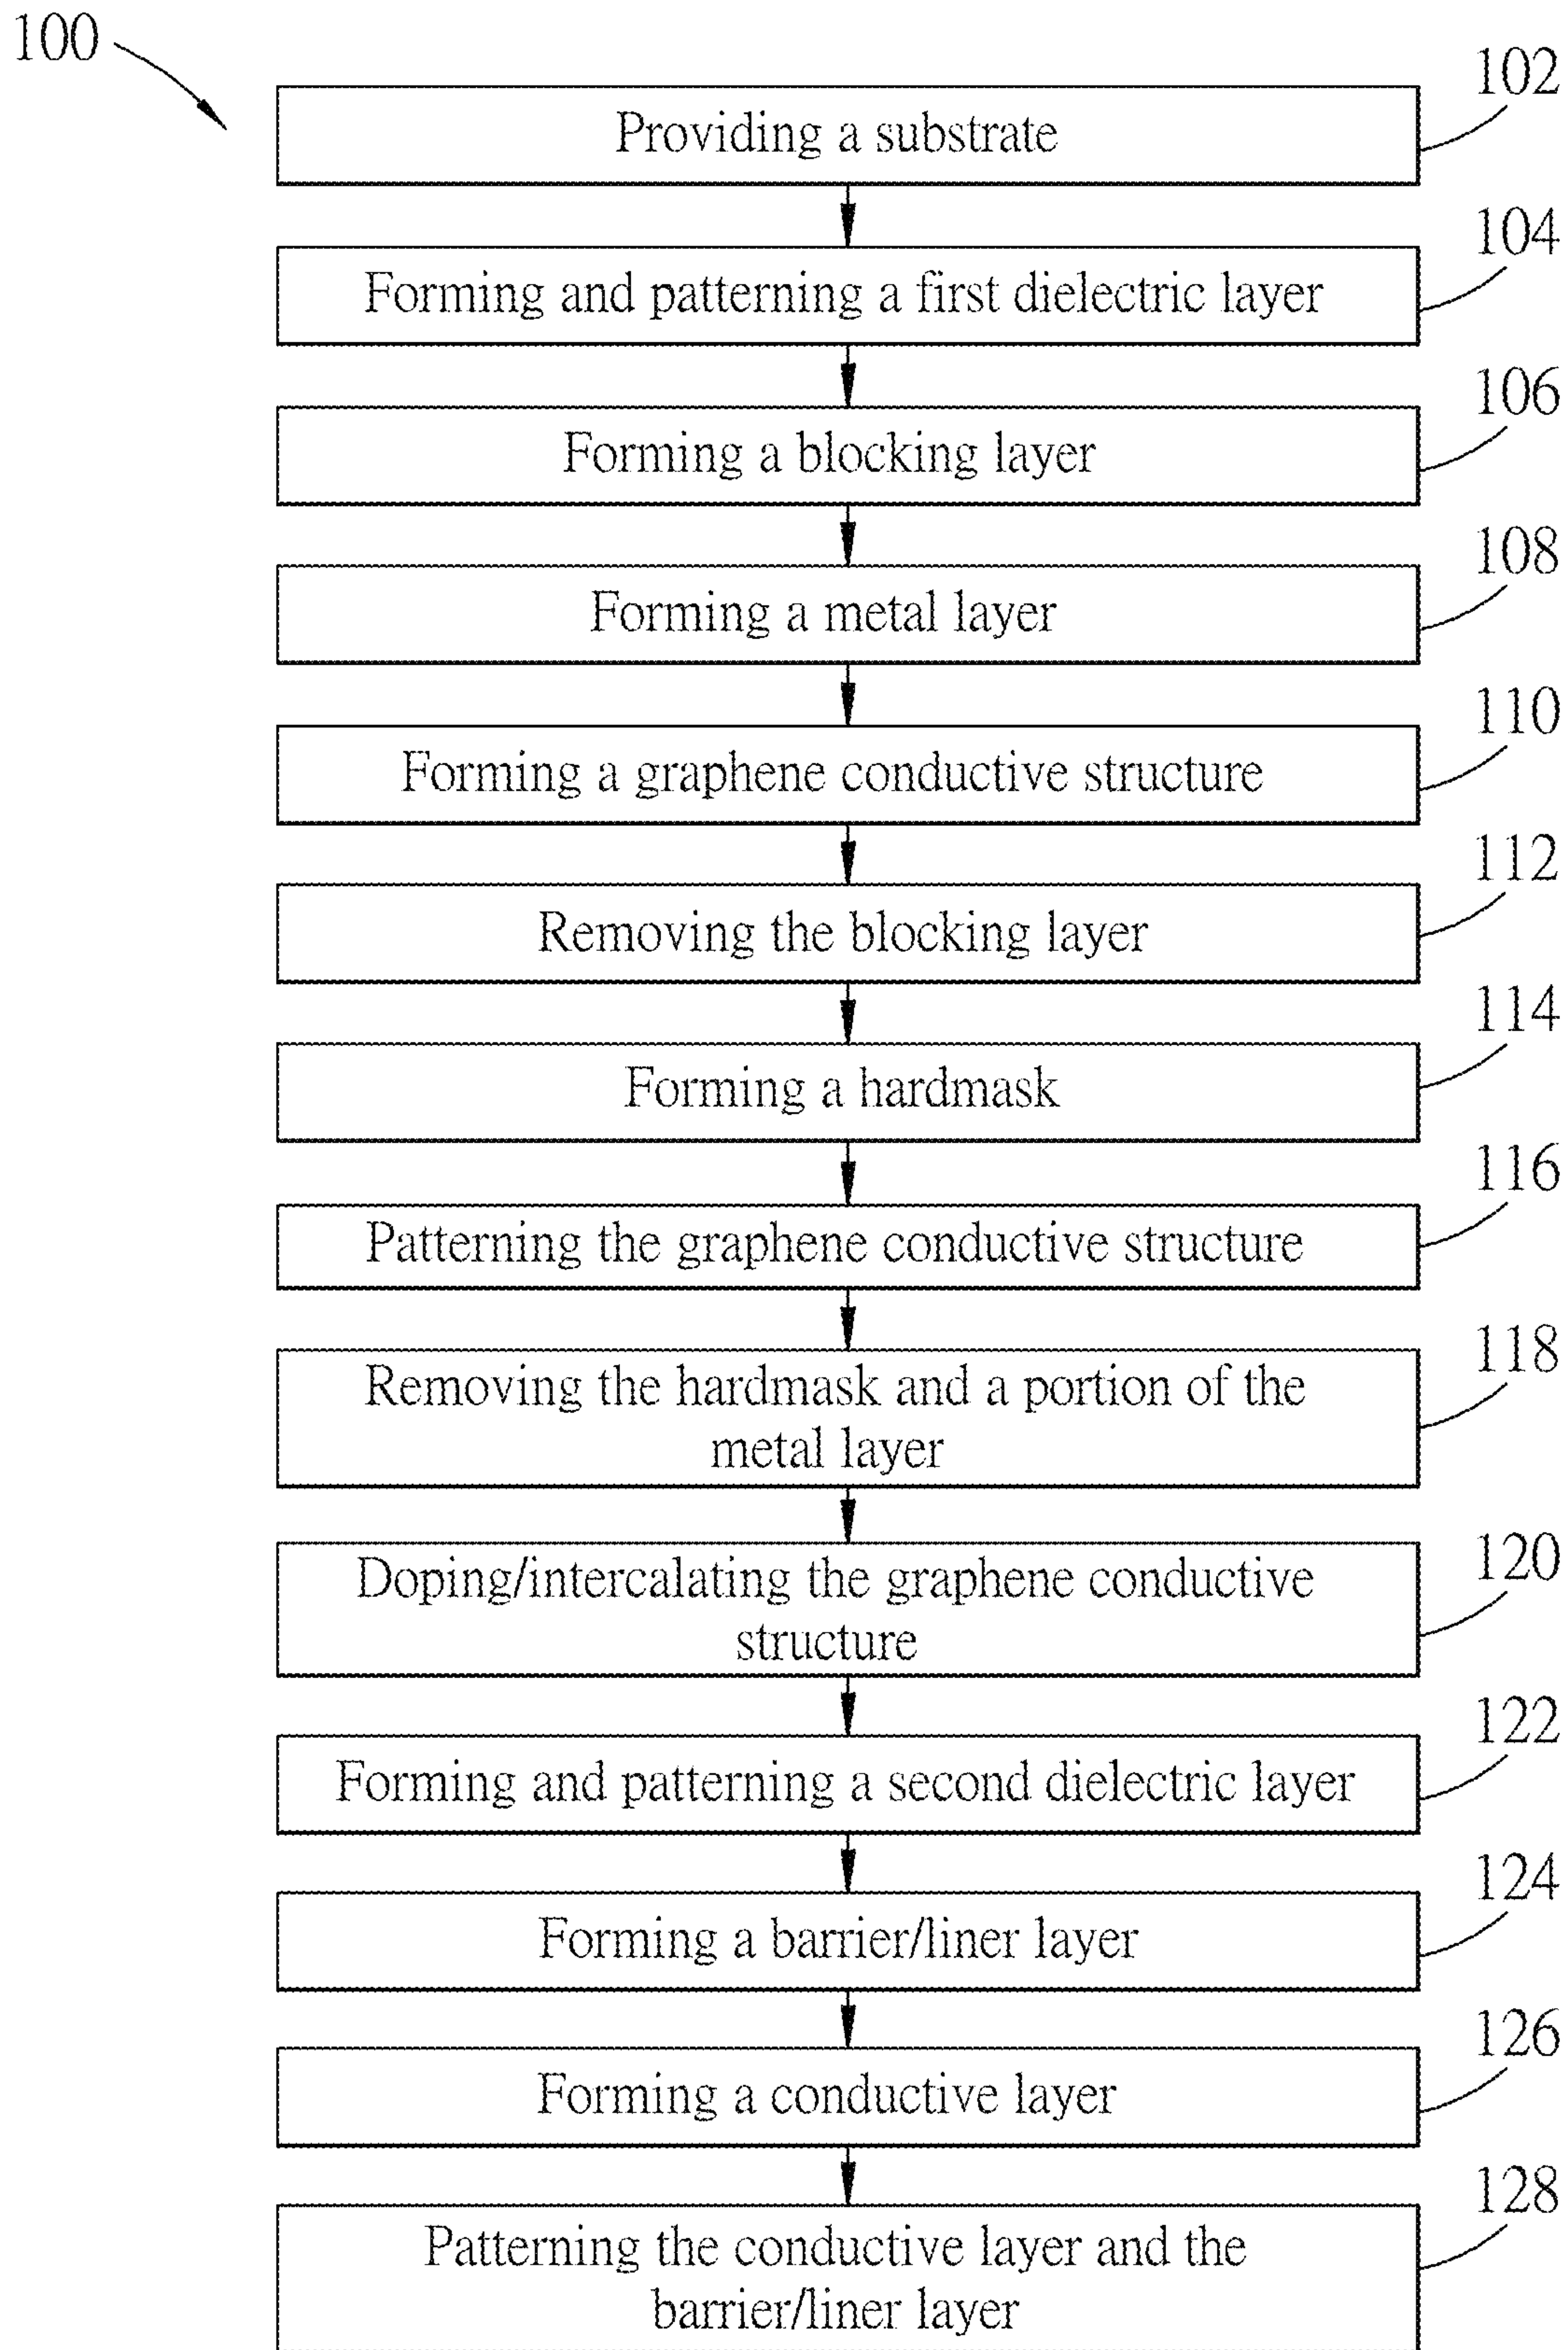 100
102
Providing a substrate
104
Forming and patterning a first dielectric layer
106
Forming a blocking layer
108
Forming a metal layer
110
Forming a graphene conductive structure
112
Removing the blocking layer
114
Forming a hardmask
116
Patterning the graphene conductive structure
118
Removing the hardmask and a portion of the
metal layer
120
Doping/intercalating the graphene conductive
structure
122
Forming and patterning a second dielectric layer
124
Forming a barrier/liner layer
126
Forming a conductive layer
128
Patterning the conductive layer and the
barrier/liner layer